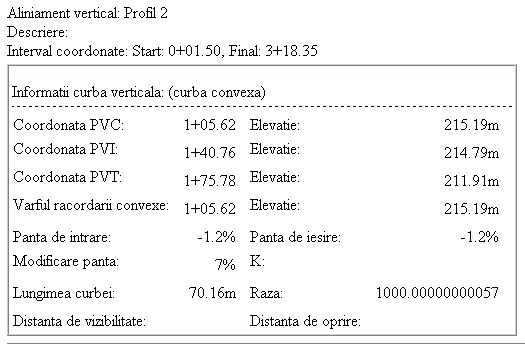 Aliniament vertical: Profil 2
Descriere:
Interval coordonate: Start: 0+01.50, Final: 3+18.35
Informatii curba verticala: (curba convexa)
Coordonata PVC: 1+05.62 Elevatie: 215.19m
Coordonata PVI: 1+40.76 Elevatie: 214.79m
Coordonata PVT: 1+75.78 Elevatie: 211.91m
Varful racordarii convexe: 1+05.62 Elevatie: 215.19m
Panta de intrare: -1.2% Panta de iesire: -1.2%
Modificare panta: 7% K:
Lungimea curbei: 70.16m Raza: 1000.00000000057
Distanta de vizibilitate: Distanta de oprire: